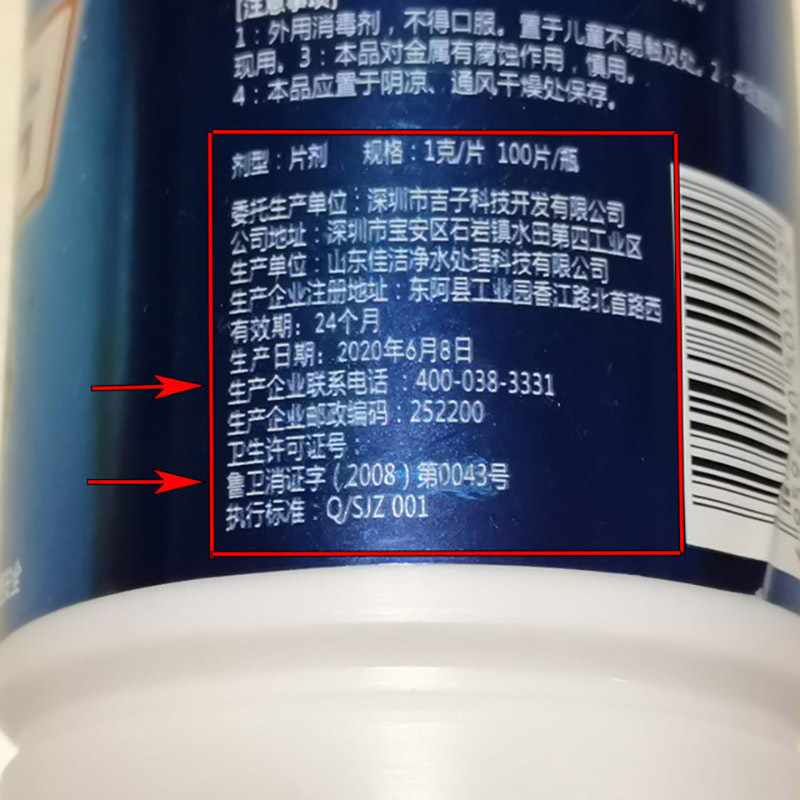 [注意事项]
1：外用消毒剂，不得口服。置于儿童不易触及处。2：
现用。3：本品对金属有腐蚀作用，慎用。
4：本品应置于阴凉、通风干燥处保存。
剂型：片剂 规格：1克/片 100片/瓶
委托生产单位：深圳市吉子科技开发有限公司
公司地址：深圳市宝安区石岩镇水田第四工业区
生产单位：山东佳洁净水处理科技有限公司
生产企业注册地址：东阿县工业园香江路北首路西
有效期：24个月
生产日期：2020年6月8日
生产企业联系电话：400-038-3331
生产企业邮政编码：252200
卫生许可证号：
鲁卫消证字（2008）第0043号
执行标准：Q/SJZ 001